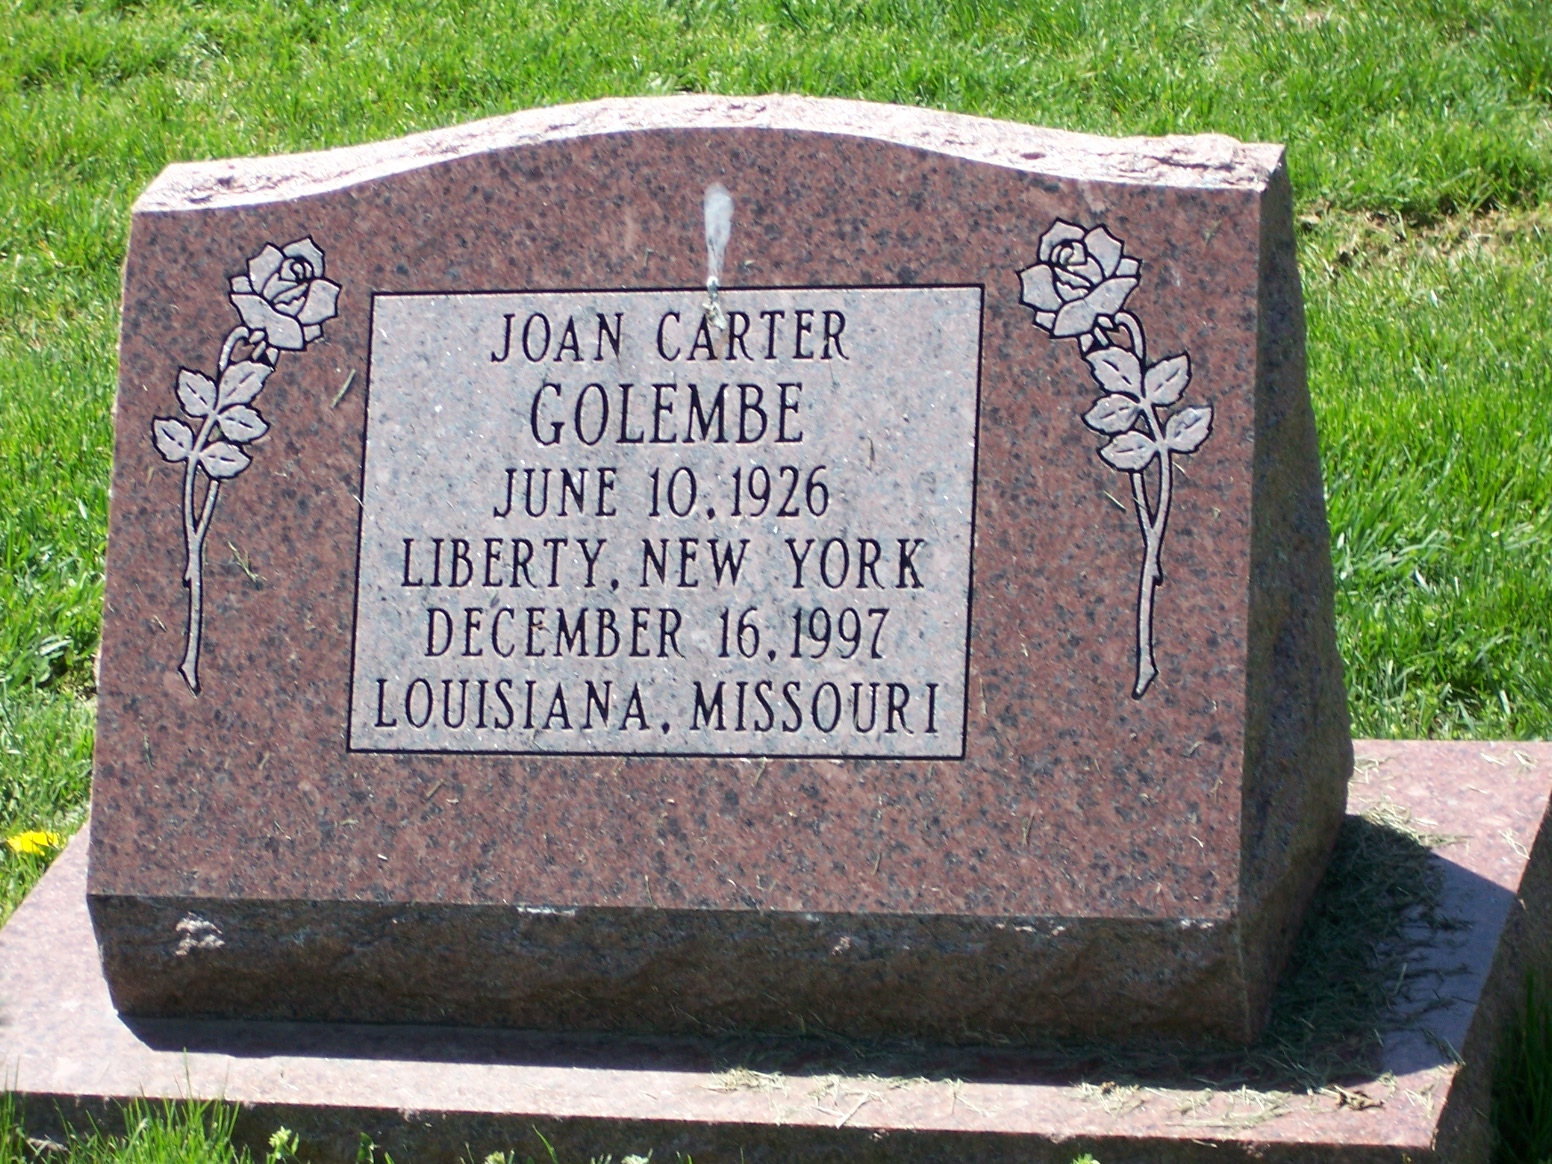 JOAN CARTER
GOLEMBE
JUNE 10, 1926
LIBERTY, NEW YORK
DECEMBER 16, 1997
LOUISIANA, MISSOURI